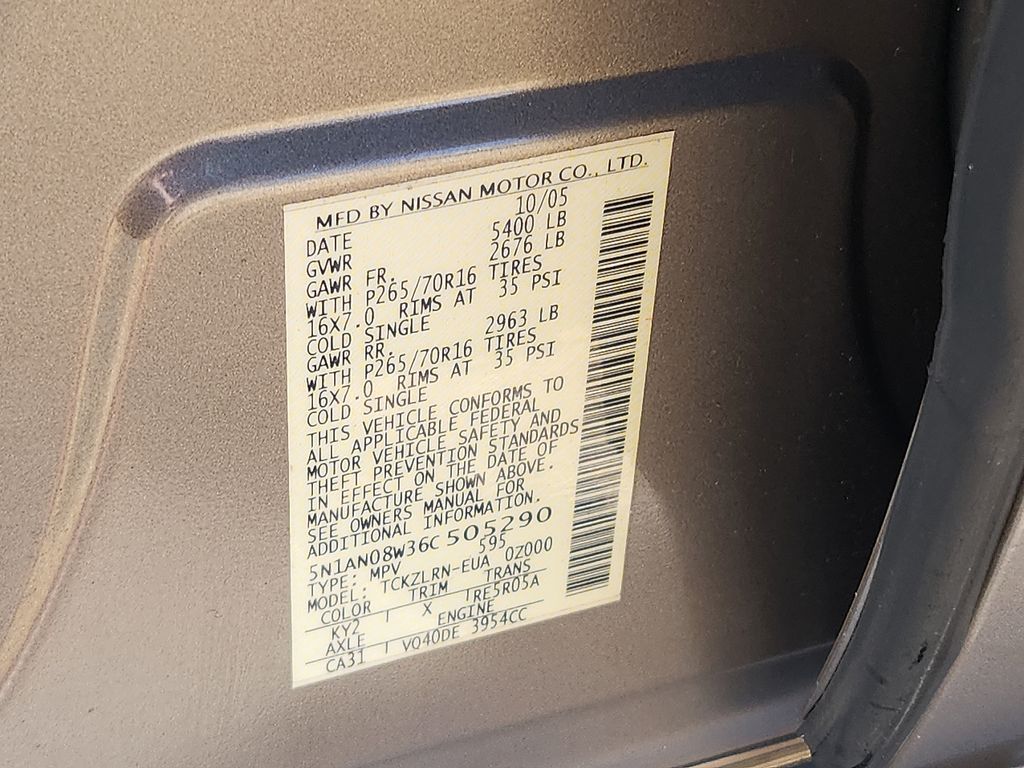 MFD BY NISSAN MOTOR CO., LTD.
DATE 10/05
GVWR 5400 LB
GAWR FR. 2676 LB
WITH P265/70R16 TIRES
16X7.0 RIMS AT 35 PSI
COLD SINGLE
GAWR RR. 2963 LB
WITH P265/70R16 TIRES
16X7.0 RIMS AT 35 PSI
COLD SINGLE
THIS VEHICLE CONFORMS TO
ALL APPLICABLE FEDERAL
MOTOR VEHICLE SAFETY AND
THEFT PREVENTION STANDARDS
IN EFFECT ON THE DATE OF
MANUFACTURE SHOWN ABOVE.
SEE OWNERS MANUAL FOR
ADDITIONAL INFORMATION.
5N1AN08W36C505290
TYPE: MPV 595
MODEL: TCKZLRN-EUA 0Z000
COLOR TRIM TRANS
KY2 X RE5R05A
AXLE ENGINE
CA31 VQ40DE 3954CC